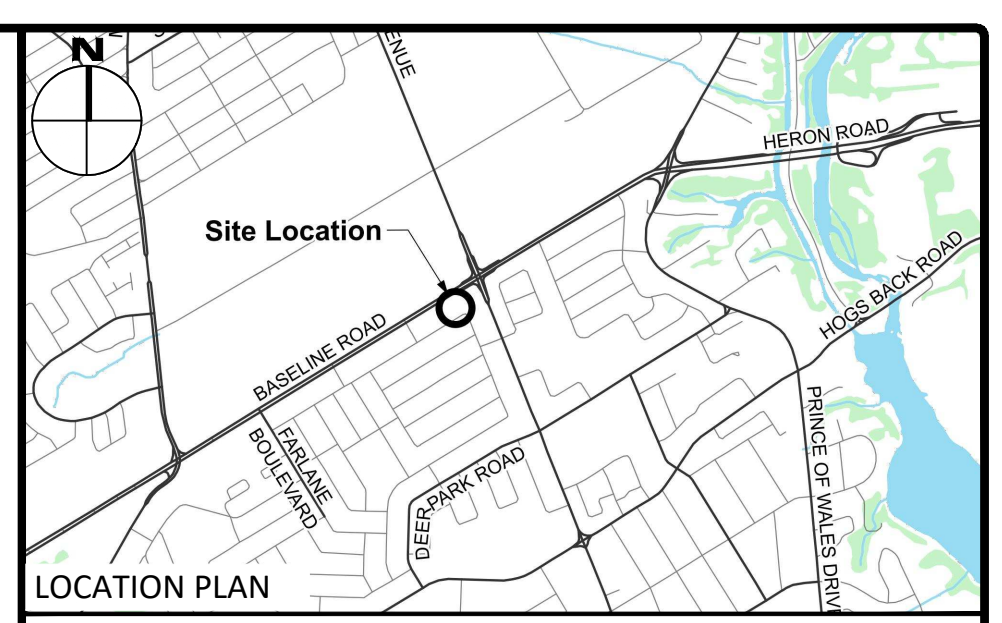 N
ENUE
HERON ROAD
Site Location
HOGS BACK ROAD
BASELINE ROAD
FARLANE
BOULEVARD
DEER PARK ROAD
PRINCE OF WALES DRIVE
LOCATION PLAN